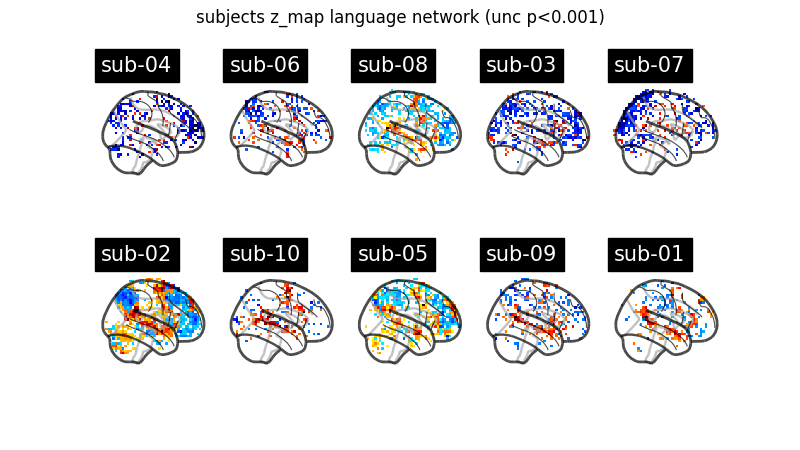 subjects z_map language network (unc p<0.001)
sub-04 sub-06 sub-08 sub-03 sub-07
sub-02 sub-10 sub-05 sub-09 sub-01